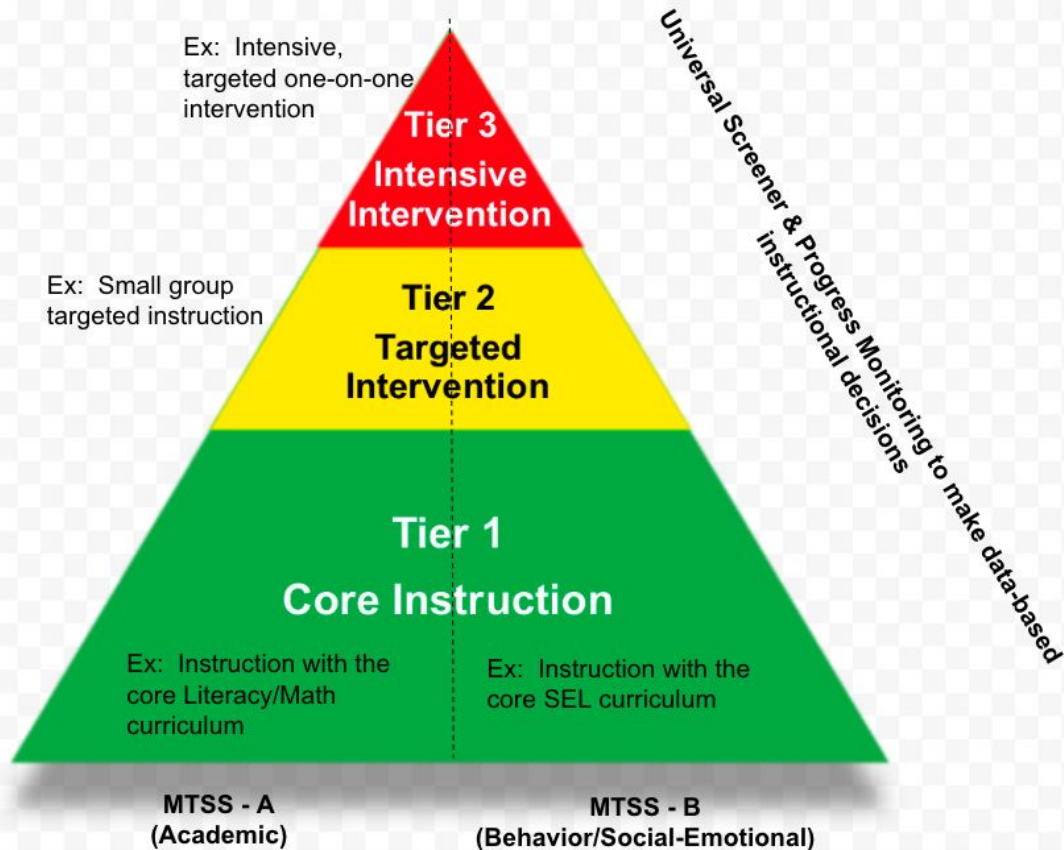 Ex:  Intensive,
targeted one-on-one
intervention
Tier 3
Intensive
Intervention
Ex:  Small group
targeted instruction
Tier 2
Targeted
Intervention
Tier 1
Core Instruction
Ex:  Instruction with the
core Literacy/Math
curriculum
Ex:  Instruction with the
core SEL curriculum
MTSS - A
(Academic)
MTSS - B
(Behavior/Social-Emotional)
Universal Screener & Progress Monitoring to make data-based
instructional decisions